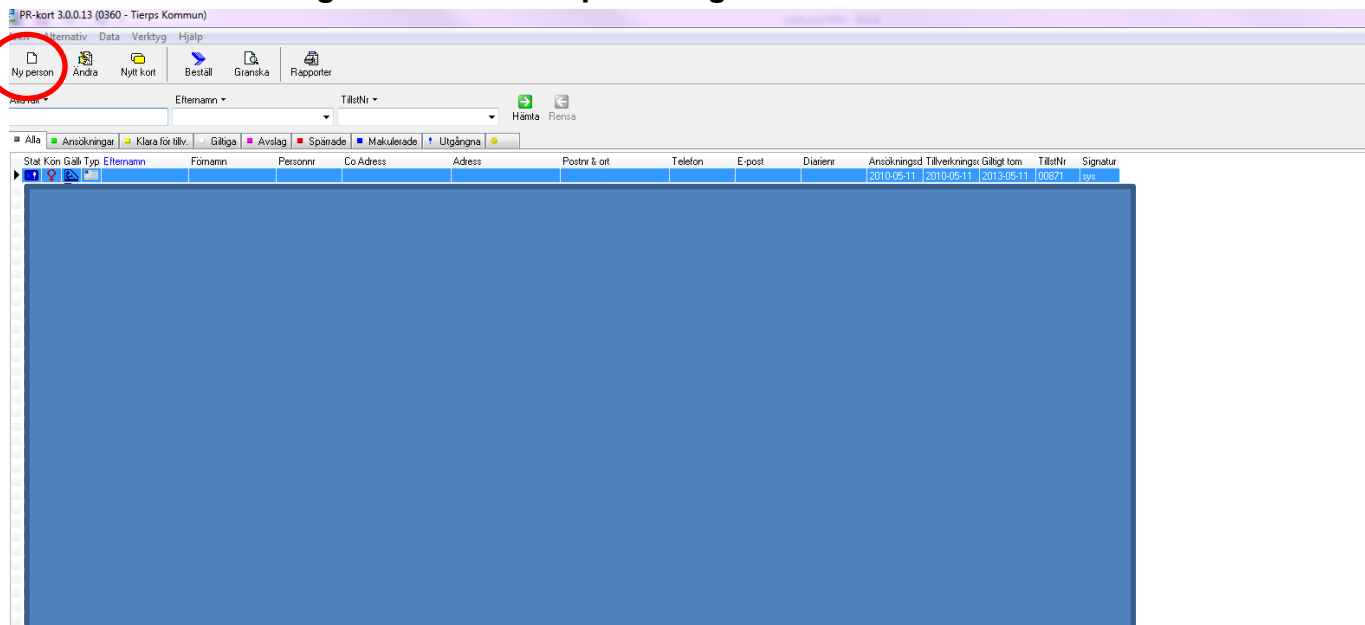 PR-kort 3.0.0.13 (0360 - Tierps Kommun)
Alternativ Data Verktyg Hjälp
Ny person Ändra Nytt kort Beställ Granska Rapporter
Efternamn TillstNr
Hämta Rensa
Alla Ansökningar Klara för tillv. Giltiga Avslag Spärrade Makulerade Utgångna
Stat Kön Gäll Typ Efternamn Förnamn Personnr Co Adress Adress Postnr & ort Telefon E-post Diarienr Ansökningsd Tillverknings Giltigt tom TillstNr Signatur
2010-05-11 2010-05-11 2013-05-11 00871 sys